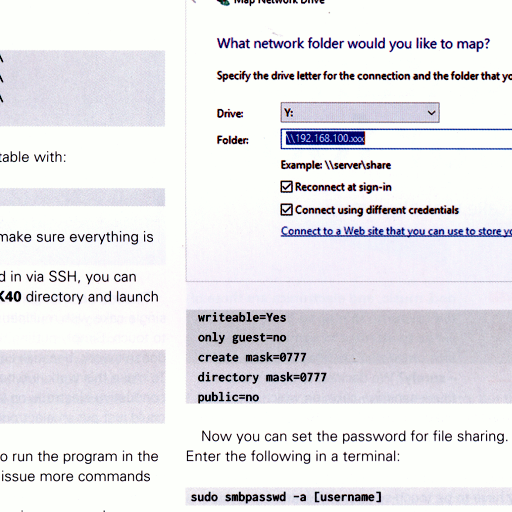 \
\
\
table with:
make sure everything is
d in via SSH, you can
K40 directory and launch
o run the program in the
issue more commands
Map Network Drive
What network folder would you like to map?
Specify the drive letter for the connection and the folder that yo
Drive:
Y:
Folder:
\\192.168.100.xxx
Example: \\server\share
Reconnect at sign-in
Connect using different credentials
Connect to a Web site that you can use to store yo
writeable=Yes
only guest=no
create mask=0777
directory mask=0777
public=no
Now you can set the password for file sharing.
Enter the following in a terminal:
sudo smbpasswd -a [username]